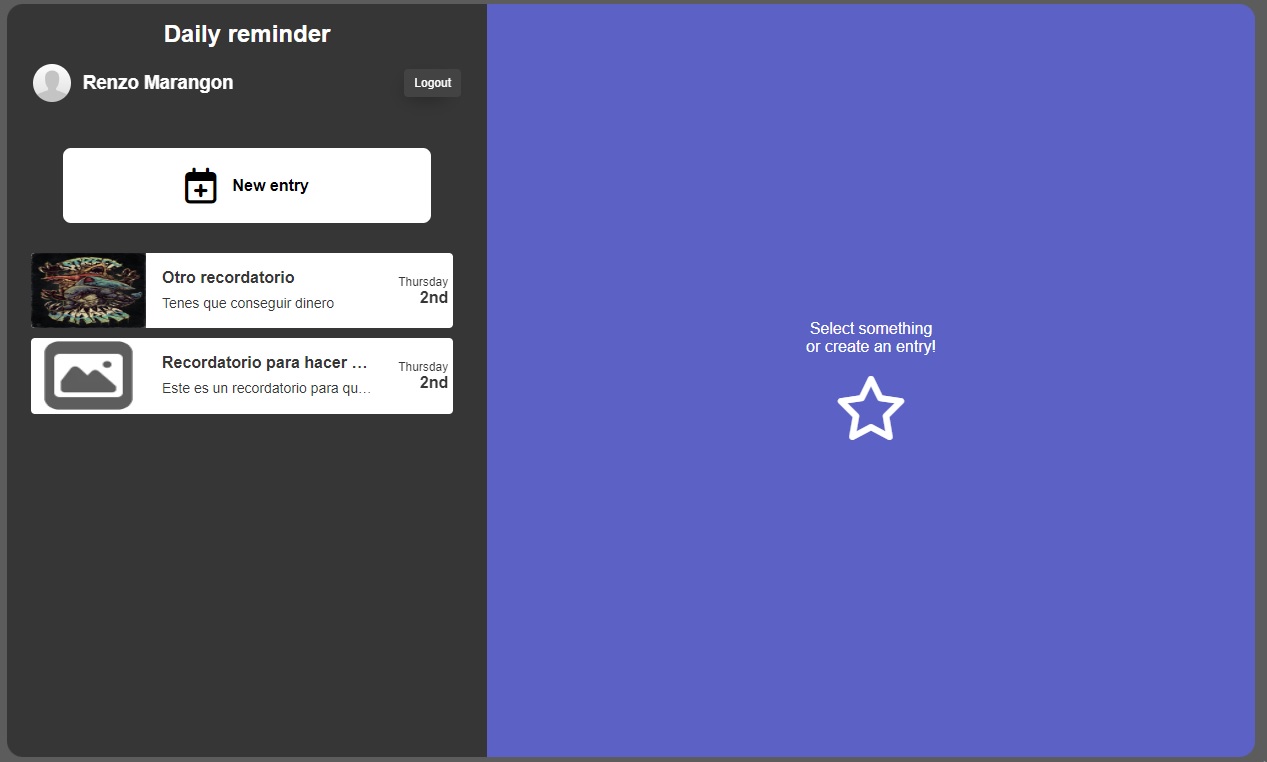 Daily reminder
Renzo Marangon
Logout
New entry
STREET
Otro recordatorio
Tenes que conseguir dinero
Thursday
2nd
Recordatorio para hacer …
Este es un recordatorio para qu…
Thursday
2nd
Select something
or create an entry!